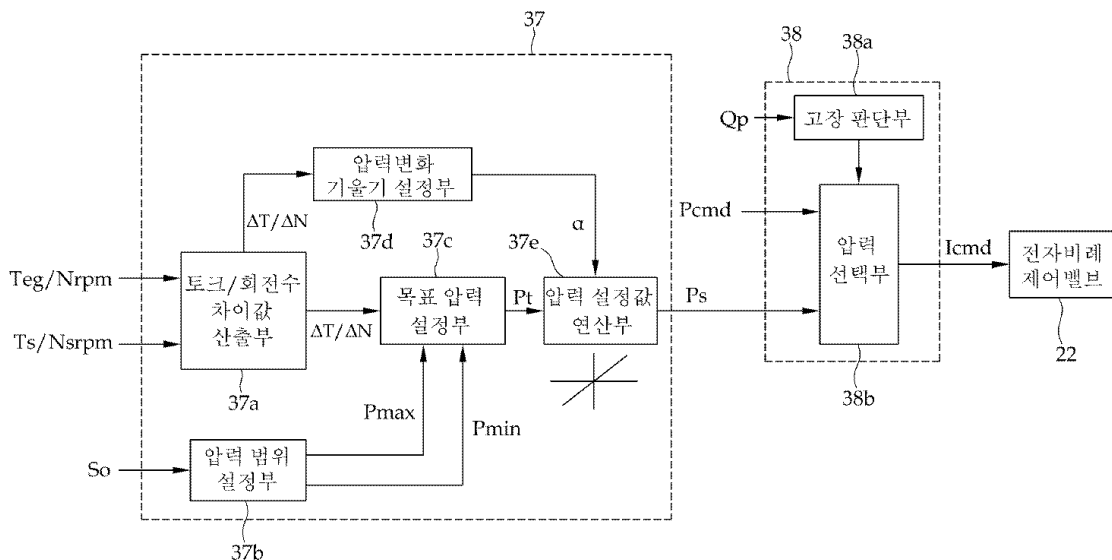 37
38
38a
Qp
고장 판단부
압력변화
기울기 설정부
37d
ΔT/ΔN
α
Pcmd
37c
37e
Teg/Nrpm
토크/회전수
차이값
산출부
Ts/Nsrpm
ΔT/ΔN
목표 압력
설정부
Pt
압력 설정값
연산부
Ps
압력
선택부
Icmd
전자비례
제어밸브
22
37a
38b
Pmax
Pmin
So
압력 범위
설정부
37b